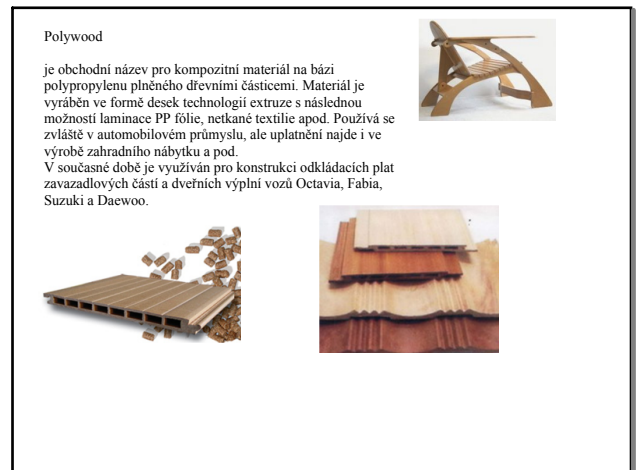 Polywood
je obchodní název pro kompozitní materiál na bázi
polypropylenu plněného dřevními částicemi. Materiál je
vyráběn ve formě desek technologií extruze s následnou
možností laminace PP fólie, netkané textilie apod. Používá se
zvláště v automobilovém průmyslu, ale uplatnění najde i ve
výrobě zahradního nábytku a pod.
V současné době je využíván pro konstrukci odkládacích plat
zavazadlových částí a dveřních výplní vozů Octavia, Fabia,
Suzuki a Daewoo.